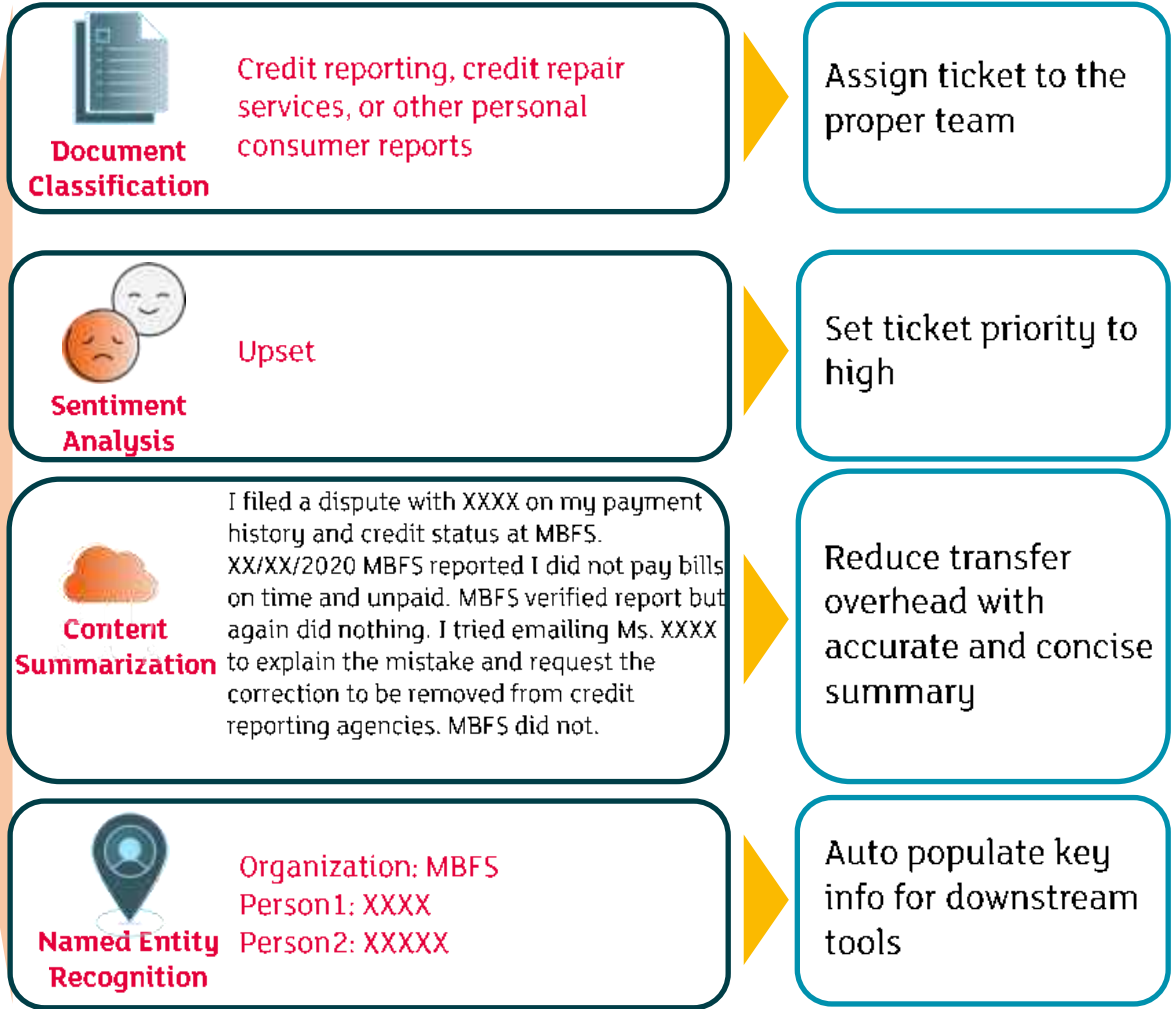 Document
Classification
Credit reporting, credit repair
services, or other personal
consumer reports
Assign ticket to the
proper team
Sentiment
Analysis
Upset
Set ticket priority to
high
Content
Summarization
I filed a dispute with XXXX on my payment
history and credit status at MBFS.
XX/XX/2020 MBFS reported I did not pay bills
on time and unpaid. MBFS verified report but
again did nothing. I tried emailing Ms. XXXX
to explain the mistake and request the
correction to be removed from credit
reporting agencies. MBFS did not.
Reduce transfer
overhead with
accurate and concise
summary
Named Entity
Recognition
Organization: MBFS
Person1: XXXX
Person2: XXXXX
Auto populate key
info for downstream
tools